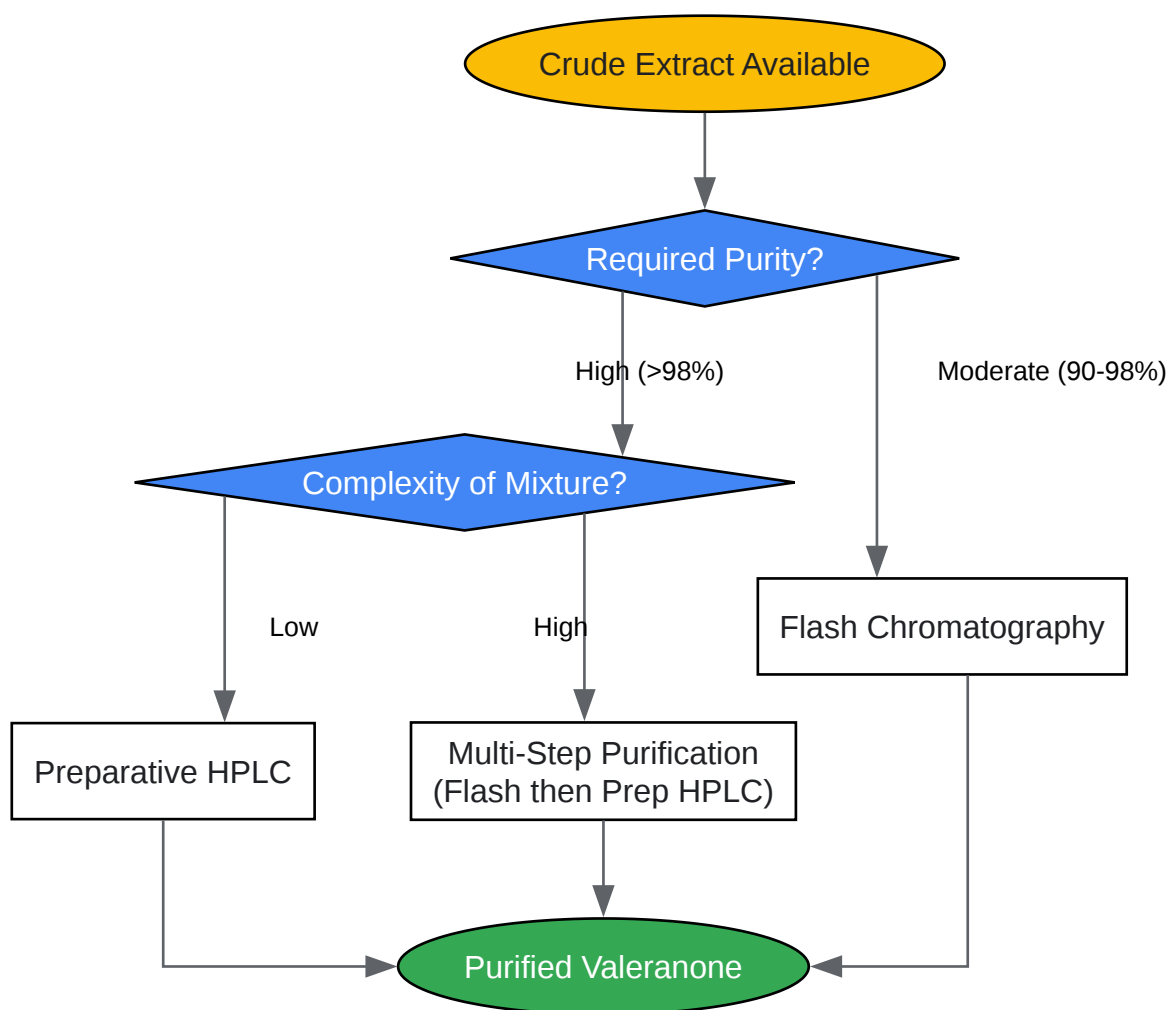 Crude Extract Available
Required Purity?
High (>98%)
Moderate (90-98%)
Complexity of Mixture?
Low
High
Flash Chromatography
Preparative HPLC
Multi-Step Purification
(Flash then Prep HPLC)
Purified Valeranone